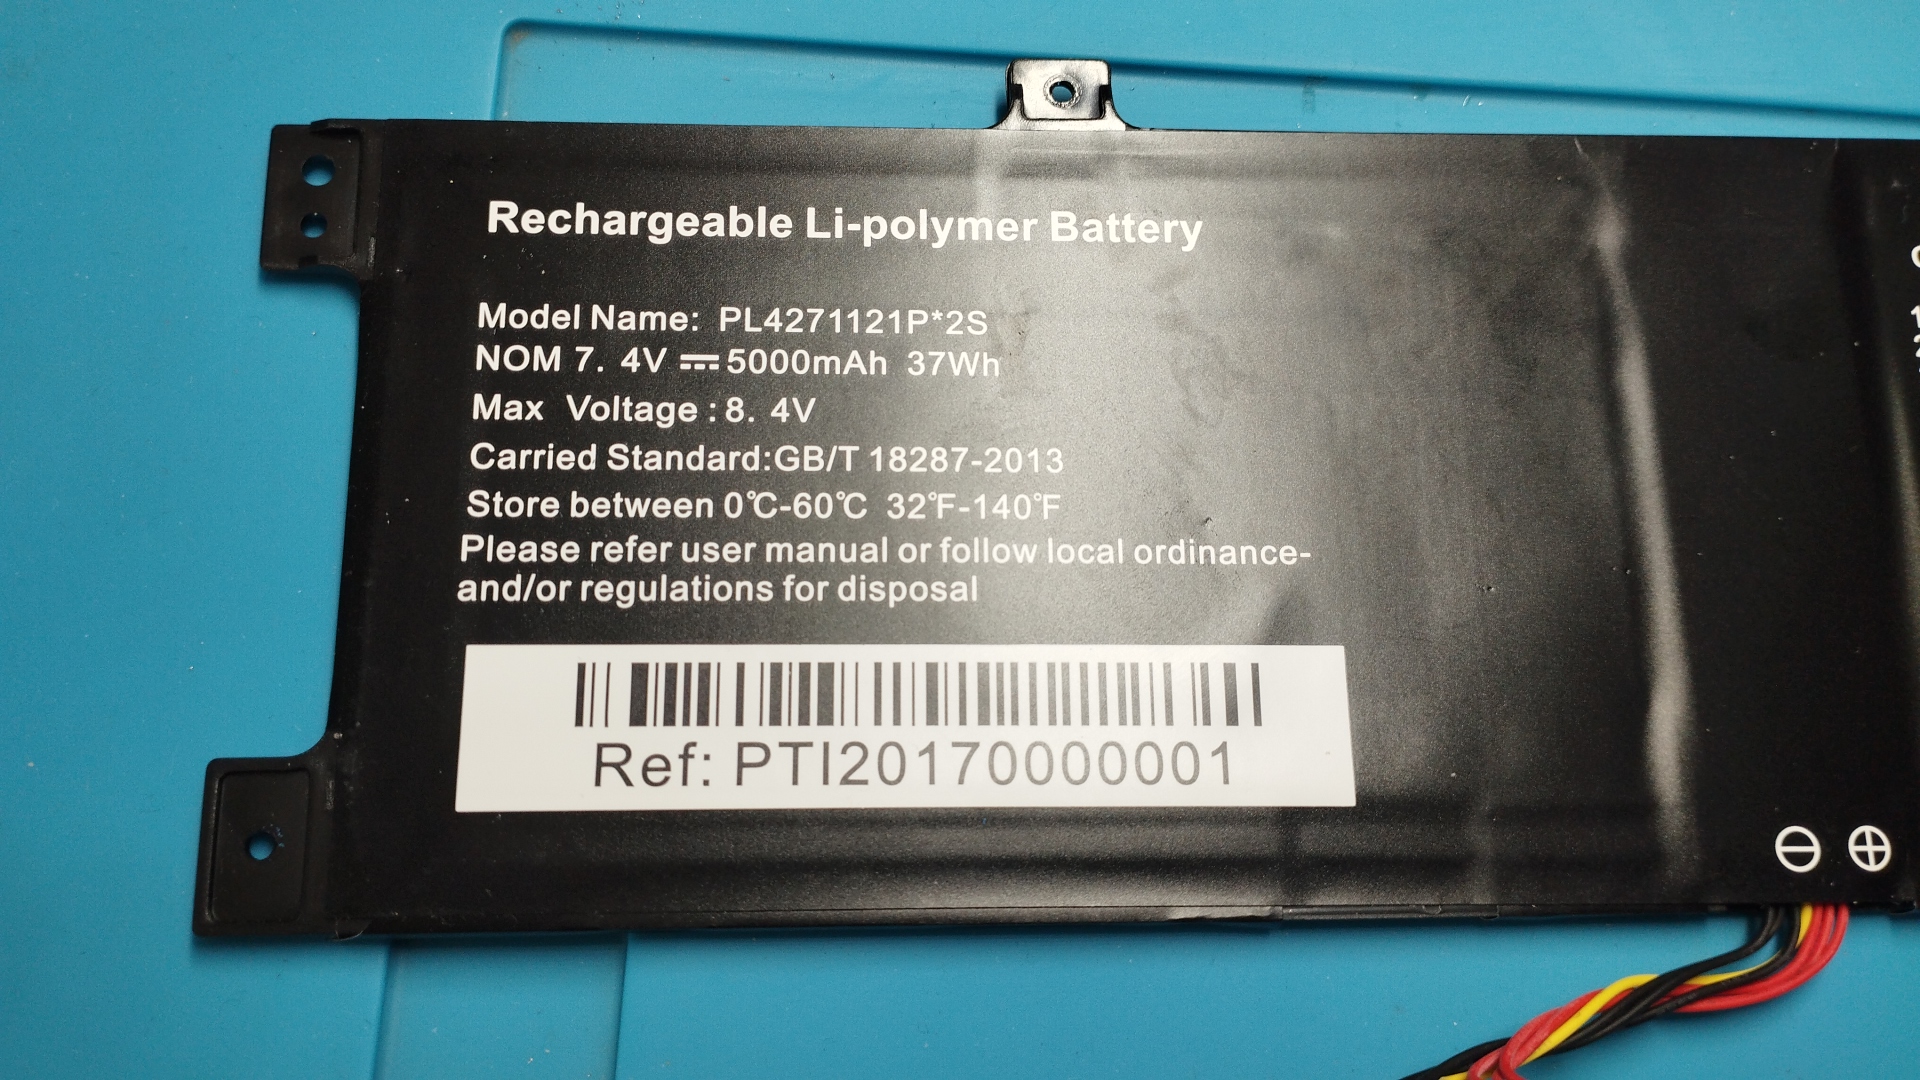 Rechargeable Li-polymer Battery
Model Name: PL4271121P*2S
NOM 7. 4V ⎓ 5000mAh 37Wh
Max Voltage : 8. 4V
Carried Standard:GB/T 18287-2013
Store between 0℃-60℃ 32℉-140℉
Please refer user manual or follow local ordinance-
and/or regulations for disposal
Ref: PTI20170000001